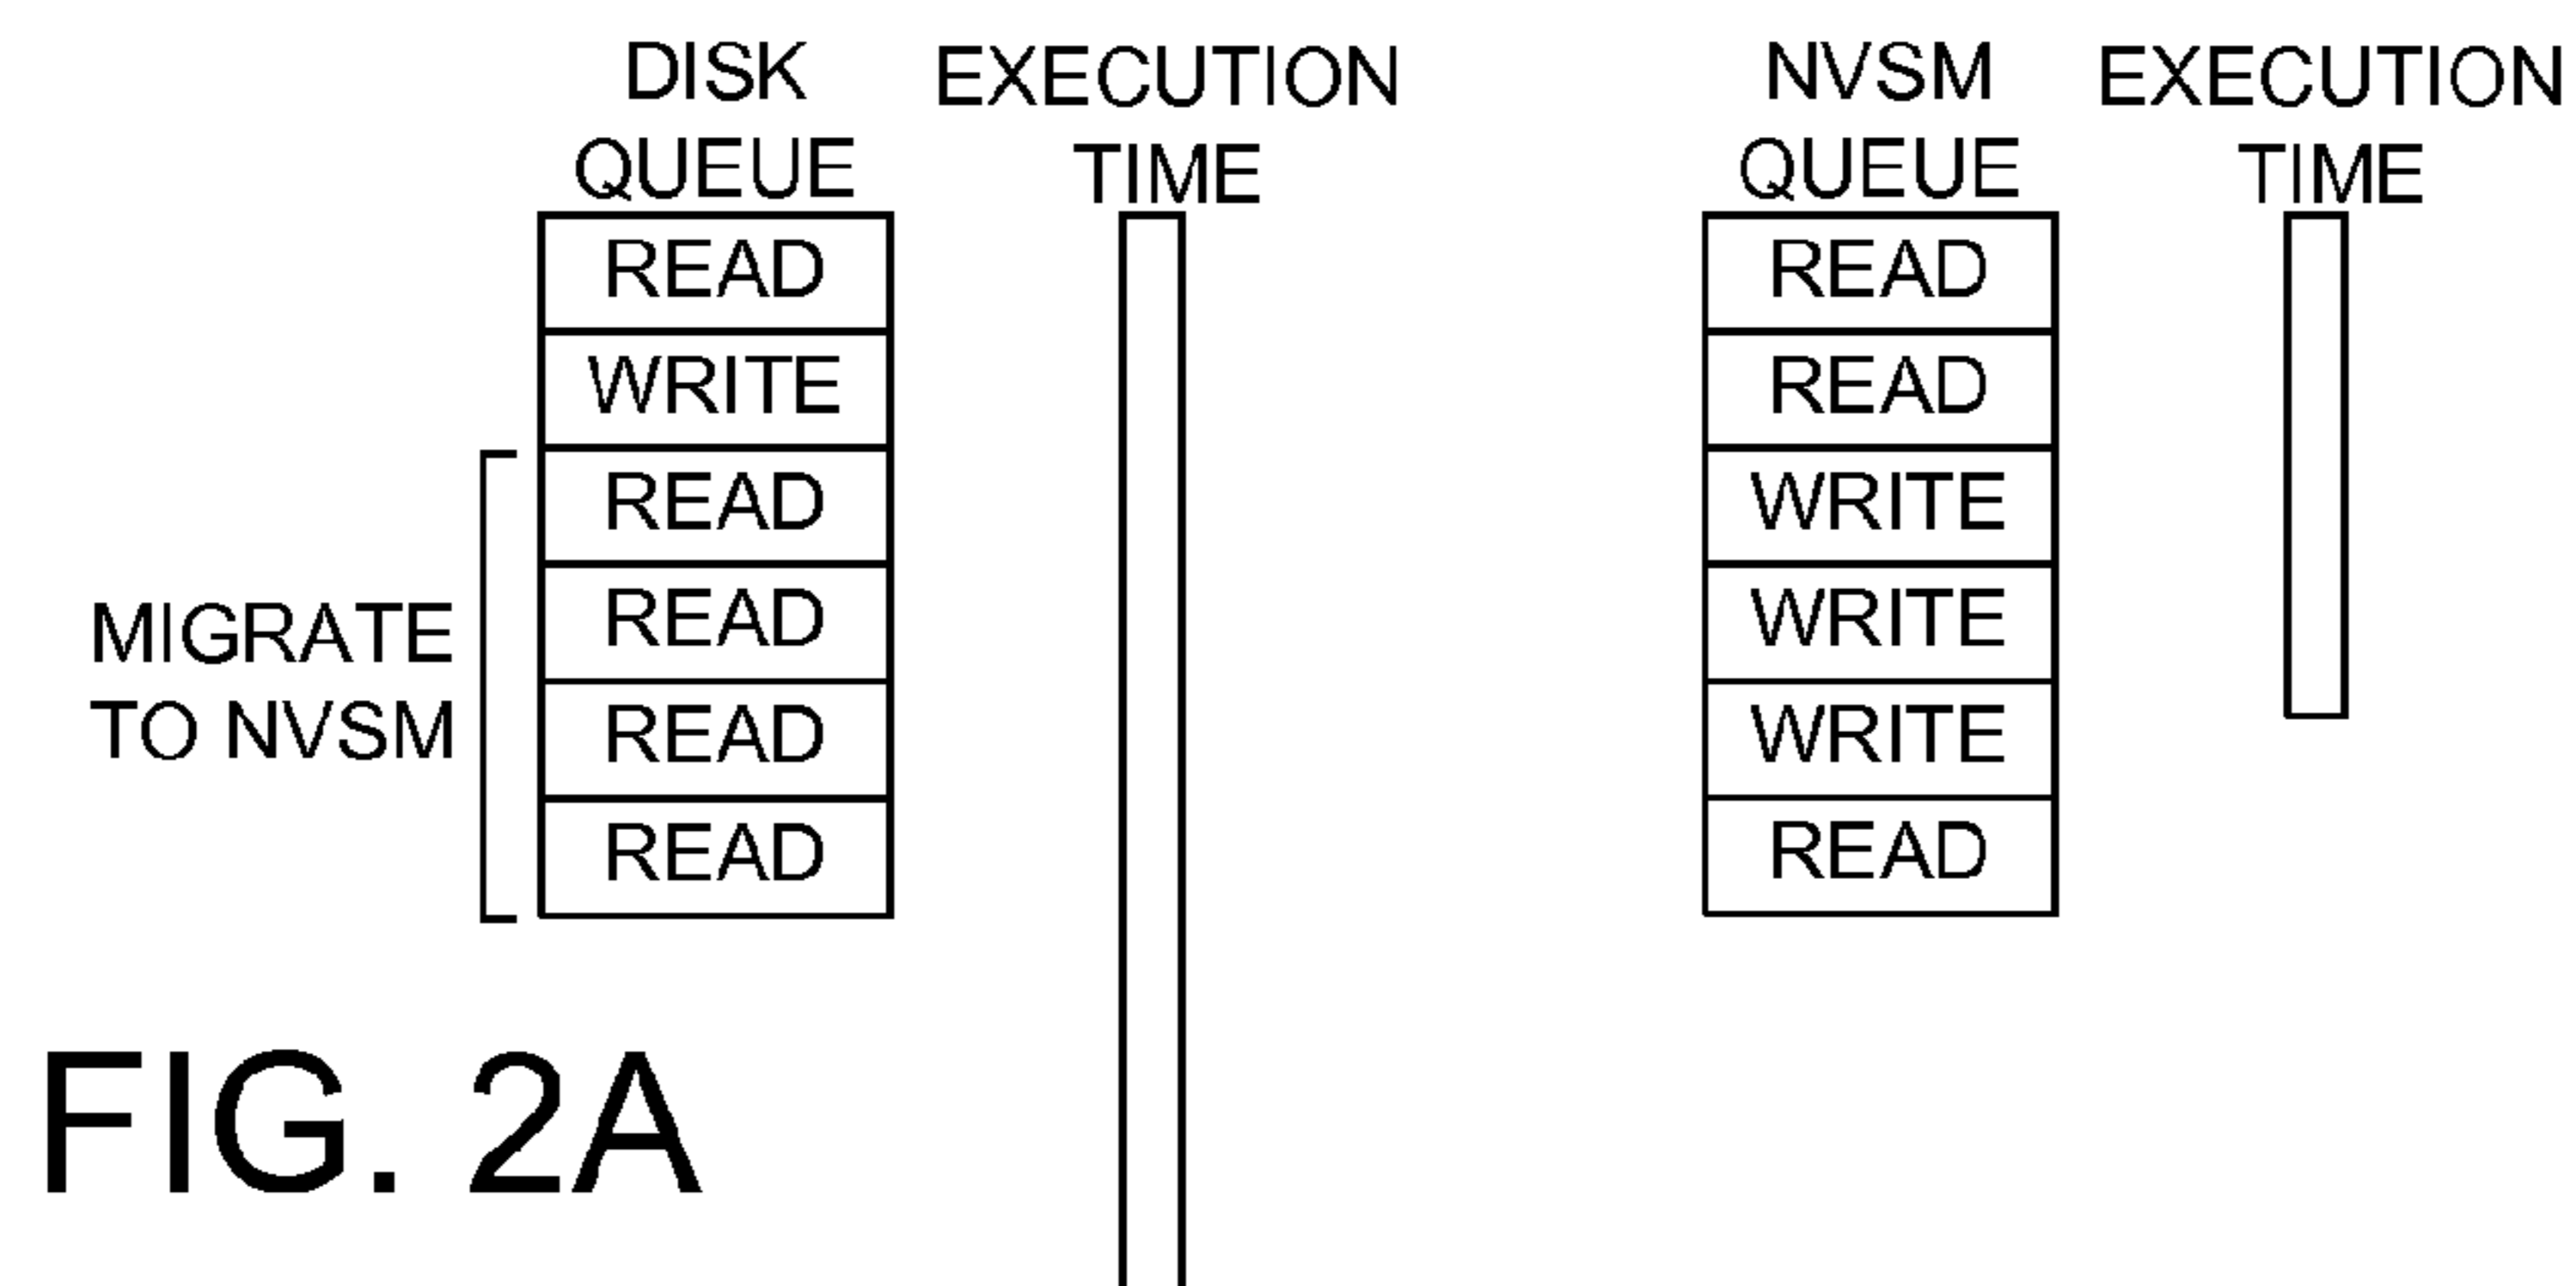 DISK
QUEUE
EXECUTION
TIME
READ
WRITE
READ
READ
READ
READ
MIGRATE
TO NVSM
NVSM
QUEUE
EXECUTION
TIME
READ
READ
WRITE
WRITE
WRITE
READ
FIG. 2A